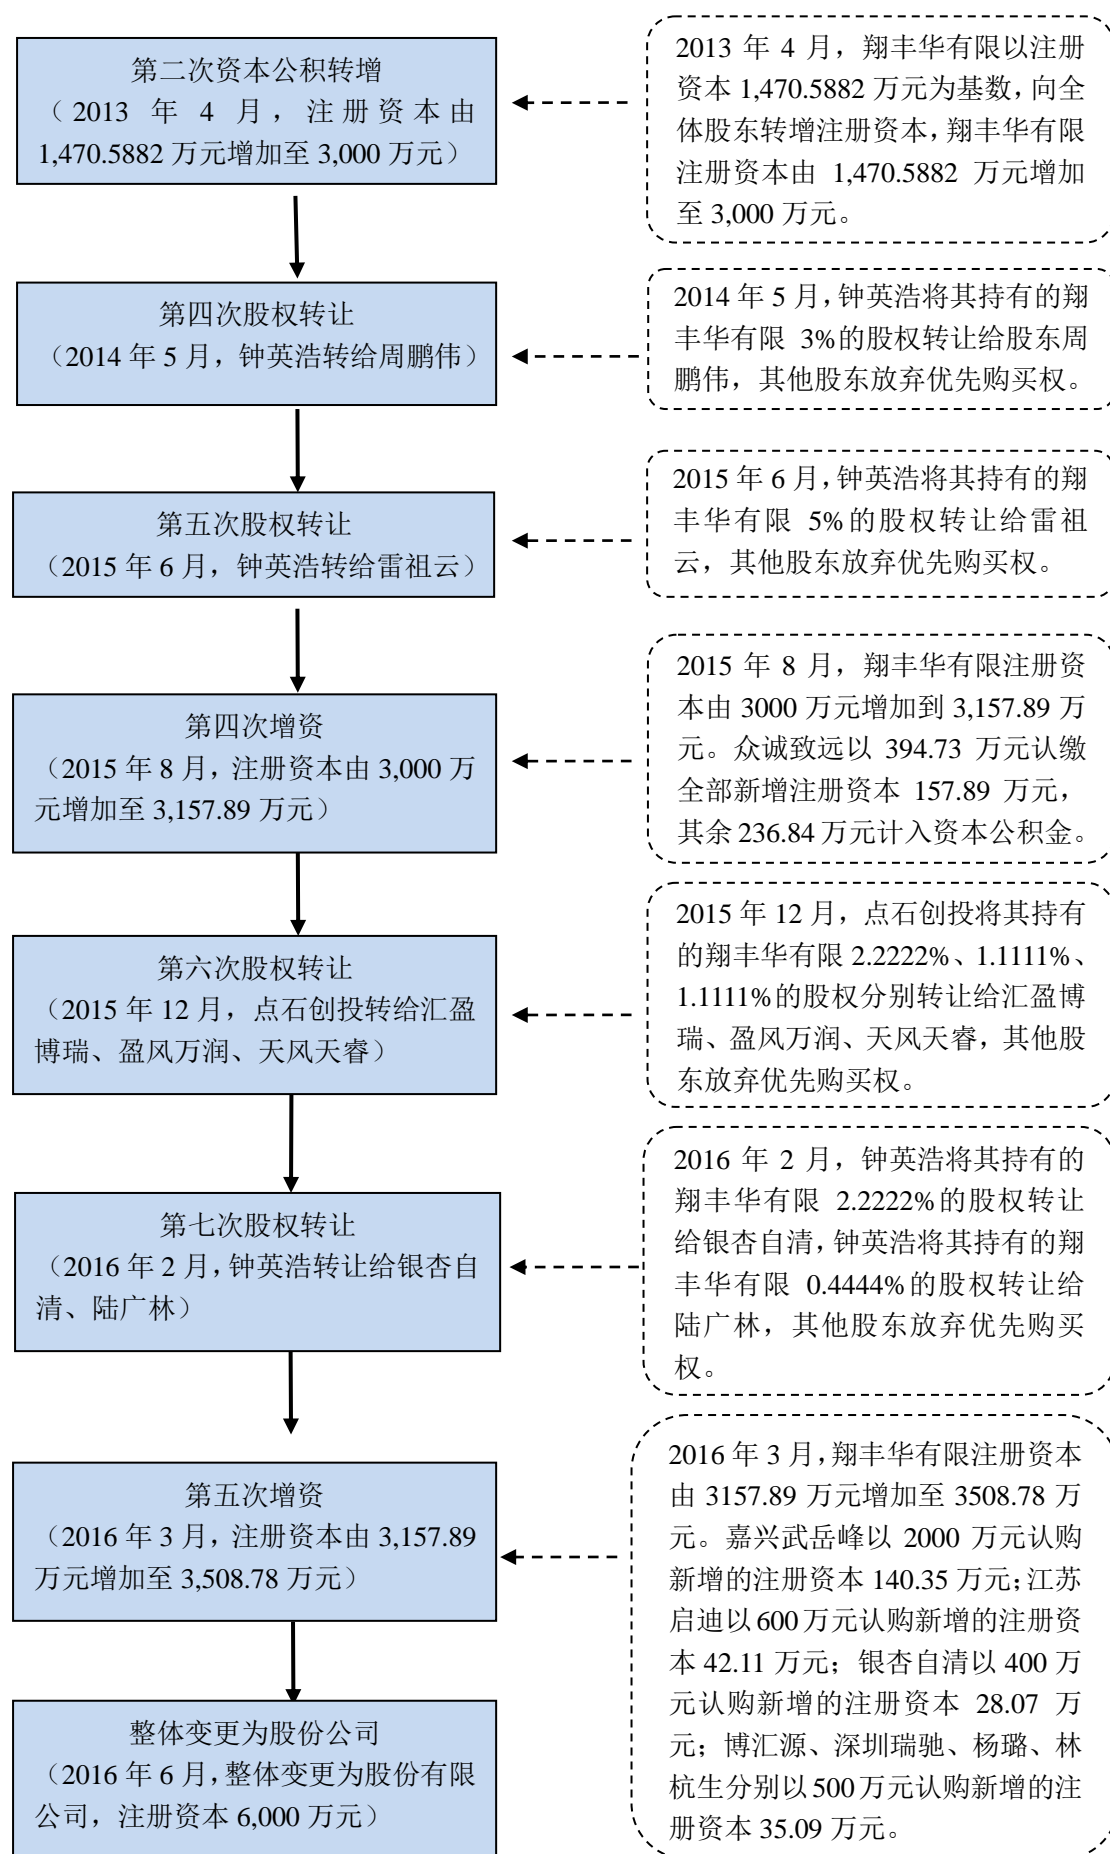 第二次资本公积转增
（2013 年 4 月，注册资本由
1,470.5882 万元增加至 3,000 万元）
2013 年 4 月，翔丰华有限以注册
资本 1,470.5882 万元为基数，向全
体股东转增注册资本，翔丰华有限
注册资本由 1,470.5882 万元增加
至 3,000 万元。
第四次股权转让
（2014 年 5 月，钟英浩转给周鹏伟）
2014 年 5 月，钟英浩将其持有的翔
丰华有限 3%的股权转让给股东周
鹏伟，其他股东放弃优先购买权。
第五次股权转让
（2015 年 6 月，钟英浩转给雷祖云）
2015 年 6 月，钟英浩将其持有的翔
丰华有限 5%的股权转让给雷祖
云，其他股东放弃优先购买权。
第四次增资
（2015 年 8 月，注册资本由 3,000 万
元增加至 3,157.89 万元）
2015 年 8 月，翔丰华有限注册资
本由 3000 万元增加到 3,157.89 万
元。众诚致远以 394.73 万元认缴
全部新增注册资本 157.89 万元，
其余 236.84 万元计入资本公积金。
第六次股权转让
（2015 年 12 月，点石创投转给汇盈
博瑞、盈风万润、天风天睿）
2015 年 12 月，点石创投将其持有
的翔丰华有限 2.2222%、1.1111%、
1.1111%的股权分别转让给汇盈博
瑞、盈风万润、天风天睿，其他股
东放弃优先购买权。
第七次股权转让
（2016 年 2 月，钟英浩转让给银杏自
清、陆广林）
2016 年 2 月，钟英浩将其持有的
翔丰华有限 2.2222%的股权转让
给银杏自清，钟英浩将其持有的翔
丰华有限 0.4444%的股权转让给
陆广林，其他股东放弃优先购买
权。
第五次增资
（2016 年 3 月，注册资本由 3,157.89
万元增加至 3,508.78 万元）
2016 年 3 月，翔丰华有限注册资本
由 3157.89 万元增加至 3508.78 万
元。嘉兴武岳峰以 2000 万元认购
新增的注册资本 140.35 万元；江苏
启迪以 600 万元认购新增的注册资
本 42.11 万元；银杏自清以 400 万
元认购新增的注册资本 28.07 万
元；博汇源、深圳瑞驰、杨璐、林
杭生分别以 500 万元认购新增的注
册资本 35.09 万元。
整体变更为股份公司
（2016 年 6 月，整体变更为股份有限
公司，注册资本 6,000 万元）